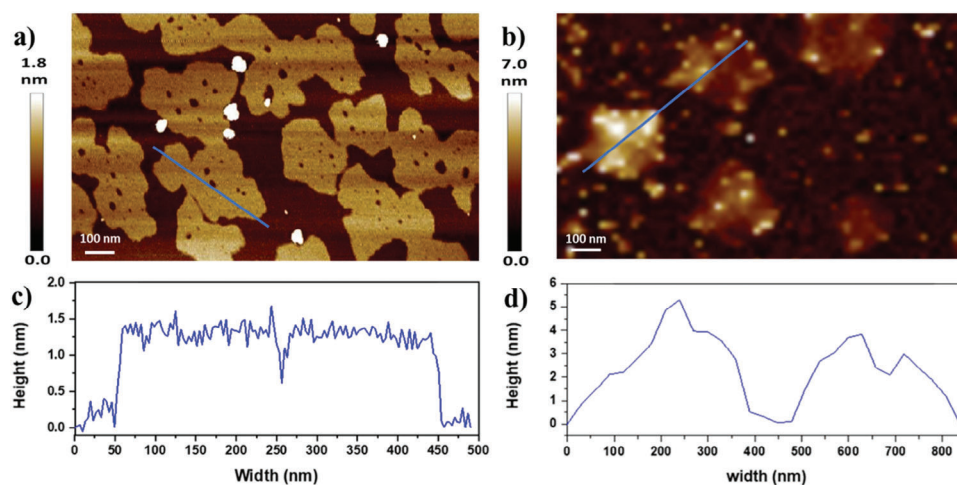 a)
1.8
nm
0.0
100 nm
b)
7.0
nm
0.0
100 nm
c)
2.0
1.5
1.0
0.5
0.0
Height (nm)
0 50 100 150 200 250 300 350 400 450 500
Width (nm)
d)
6
5
4
3
2
1
0
Height (nm)
0 100 200 300 400 500 600 700 800
width (nm)